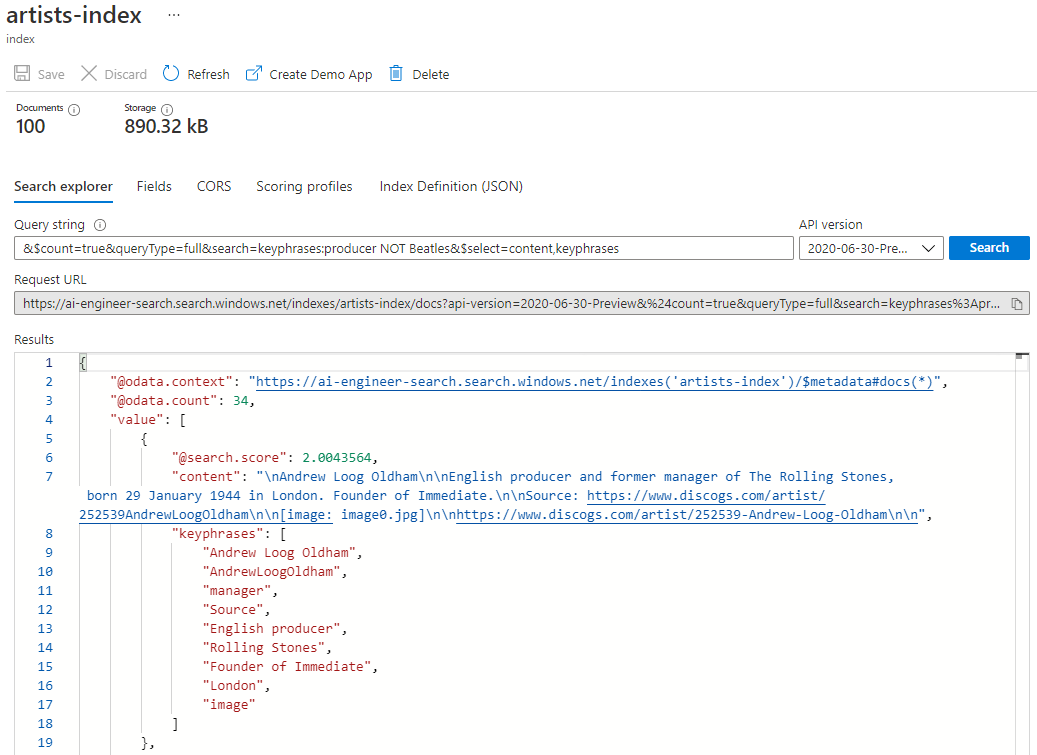 artists-index ...
index
Save Discard Refresh Create Demo App Delete
Documents Storage
100 890.32 kB
Search explorer Fields CORS Scoring profiles Index Definition (JSON)
Query string API version
&$count=true&queryType=full&search=keyphrases:producer NOT Beatles&$select=content,keyphrases 2020-06-30-Pre... Search
Request URL
https://ai-engineer-search.search.windows.net/indexes/artists-index/docs?api-version=2020-06-30-Preview&%24count=true&queryType=full&search=keyphrases%3Apr...
Results
1 {
2 "@odata.context": "https://ai-engineer-search.search.windows.net/indexes('artists-index')/$metadata#docs(*)",
3 "@odata.count": 34,
4 "value": [
5 {
6 "@search.score": 2.0043564,
7 "content": "\nAndrew Loog Oldham\n\nEnglish producer and former manager of The Rolling Stones,
born 29 January 1944 in London. Founder of Immediate.\n\nSource: https://www.discogs.com/artist/
252539AndrewLoogOldham\n\n[image: image0.jpg]\n\nhttps://www.discogs.com/artist/252539-Andrew-Loog-Oldham\n\n",
8 "keyphrases": [
9 "Andrew Loog Oldham",
10 "AndrewLoogOldham",
11 "manager",
12 "Source",
13 "English producer",
14 "Rolling Stones",
15 "Founder of Immediate",
16 "London",
17 "image"
18 ]
19 },